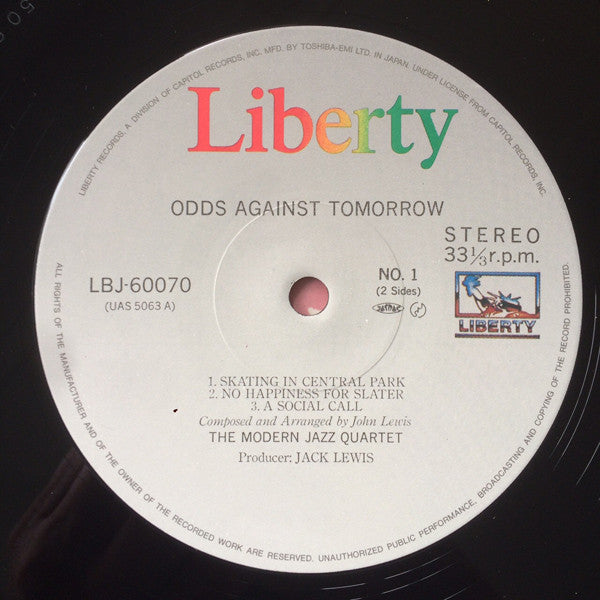 LIBERTY RECORDS, A DIVISION OF CAPITOL RECORDS, INC. MFD. BY TOSHIBA-EMI LTD. IN JAPAN. UNDER LICENSE FROM CAPITOL RECORDS, INC.
Liberty
ODDS AGAINST TOMORROW
STEREO
33⅓r.p.m.
LBJ-60070
(UAS 5063 A)
NO. 1
(2 Sides)
JASRAC
LIBERTY
1. SKATING IN CENTRAL PARK
2. NO HAPPINESS FOR SLATER
3. A SOCIAL CALL
Composed and Arranged by John Lewis
THE MODERN JAZZ QUARTET
Producer: JACK LEWIS
ALL RIGHTS OF THE MANUFACTURER AND OF THE OWNER OF THE RECORDED WORK ARE RESERVED. UNAUTHORIZED PUBLIC PERFORMANCE, BROADCASTING AND COPYING OF THE RECORD PROHIBITED.